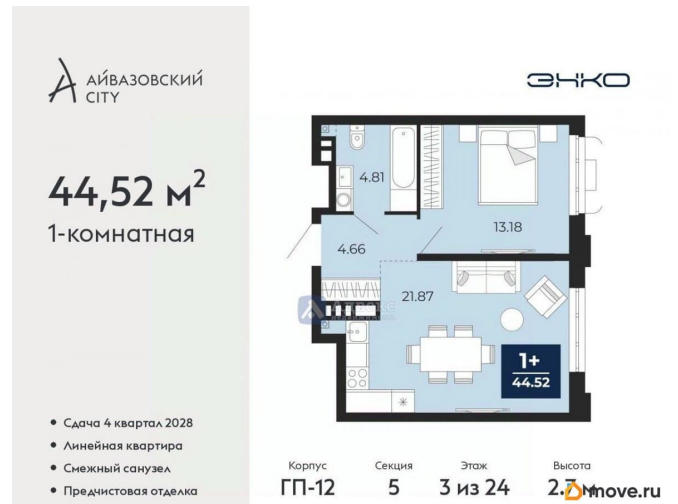 АЙВАЗОВСКИЙ
CITY
ЭНКО
44,52 м²
1-комнатная
4.81
13.18
4.66
21.87
1+
44.52
• Сдача 4 квартал 2028
• Линейная квартира
• Смежный санузел
• Предчистовая отделка
Корпус Секция Этаж Высота
ГП-12 5 3 из 24 2.7 м
move.ru